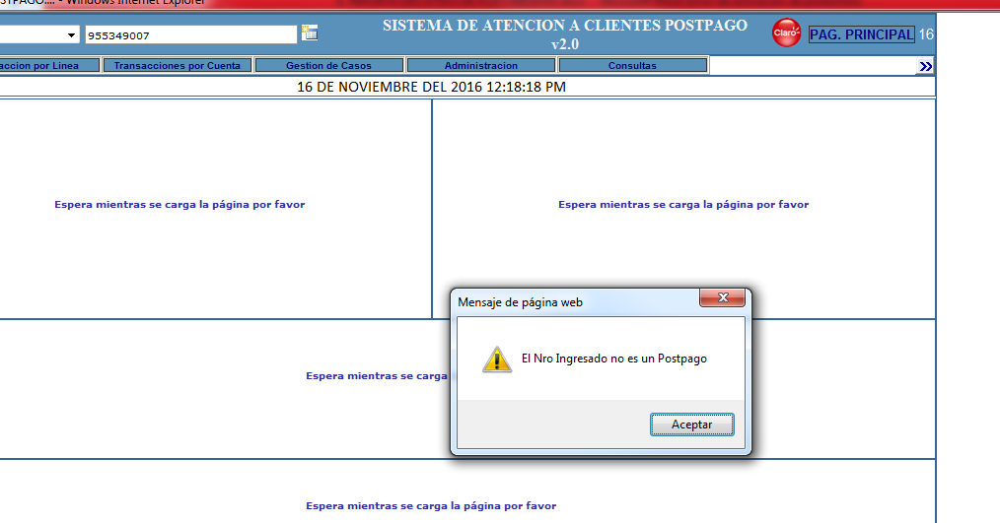 STPAGO.... - Windows Internet Explorer
955349007
SISTEMA DE ATENCION A CLIENTES POSTPAGO
v2.0
Claro
PAG. PRINCIPAL 16
accion por Linea
Transacciones por Cuenta
Gestion de Casos
Administracion
Consultas
16 DE NOVIEMBRE DEL 2016 12:18:18 PM
Espera mientras se carga la página por favor
Espera mientras se carga la página por favor
Mensaje de página web
El Nro Ingresado no es un Postpago
Aceptar
Espera mientras se carga
Espera mientras se carga la página por favor